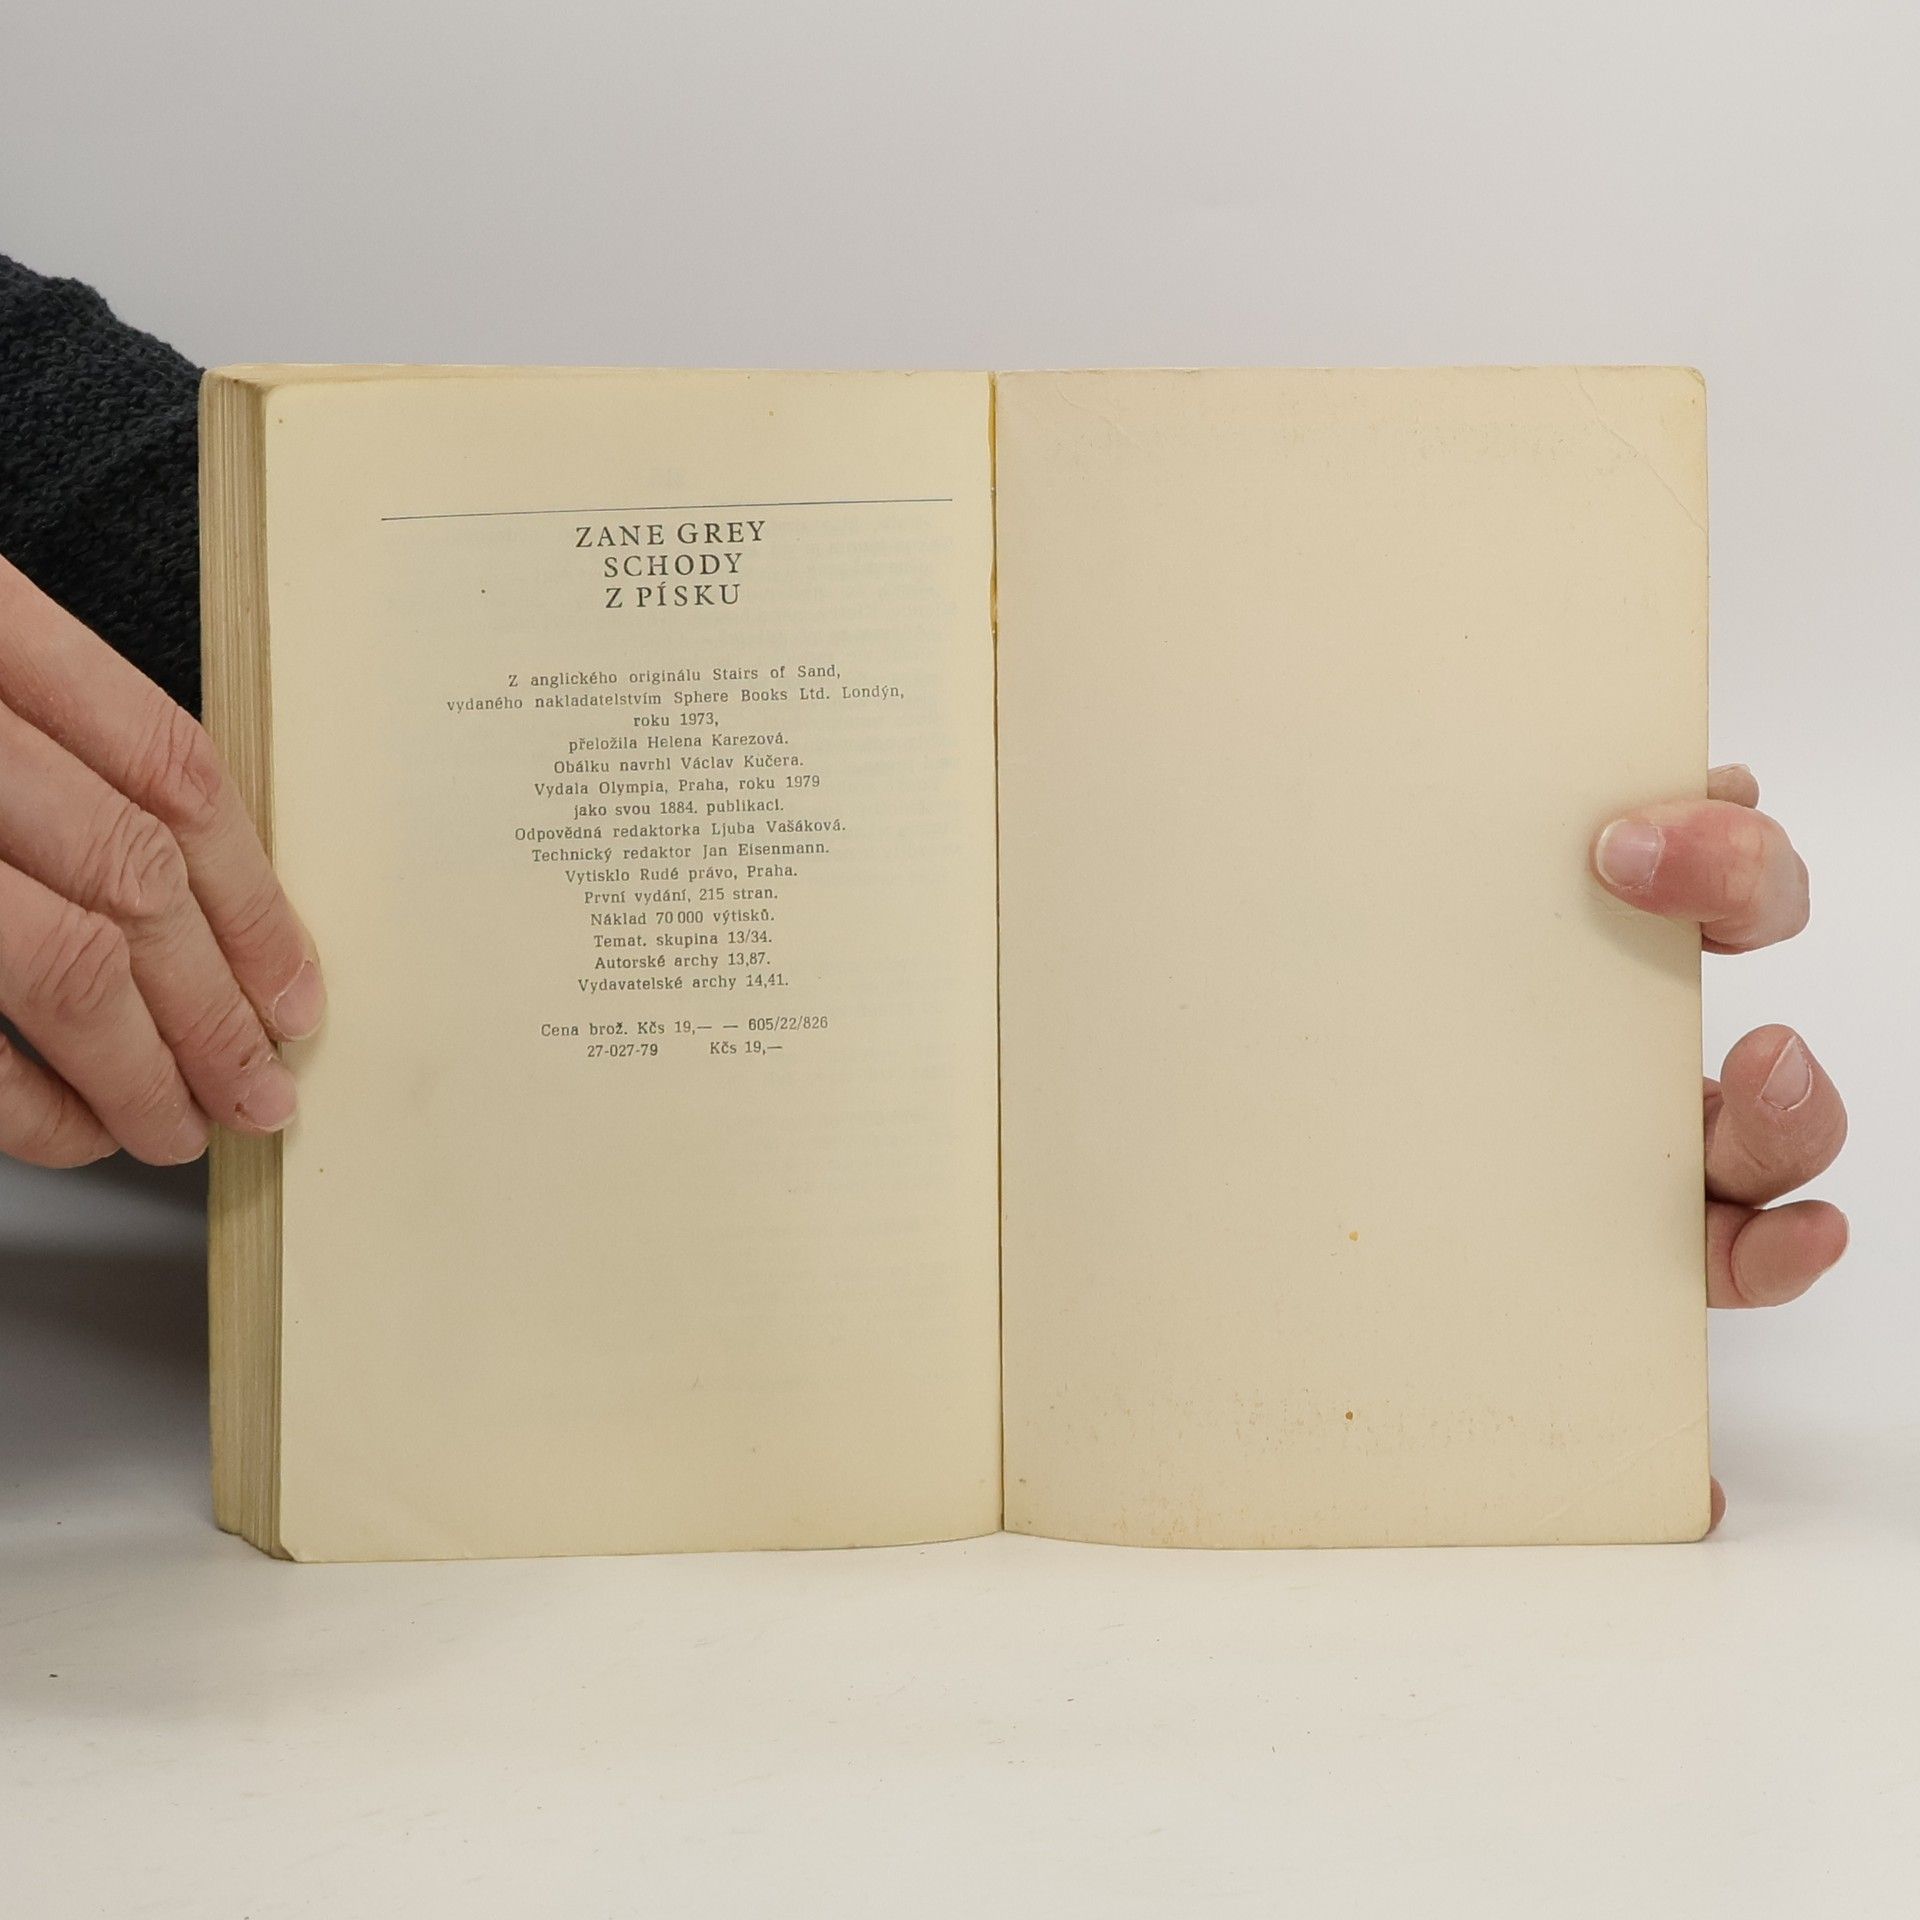 ZANE GREY
SCHODY
Z PÍSKU
Z anglického originálu Stairs of Sand,
vydaného nakladatelstvím Sphere Books Ltd. Londýn,
roku 1973,
přeložila Helena Karezová.
Obálku navrhl Václav Kučera.
Vydala Olympia, Praha, roku 1979
jako svou 1884. publikaci.
Odpovědná redaktorka Ljuba Vašáková.
Technický redaktor Jan Eisenmann.
Vytisklo Rudé právo, Praha.
První vydání, 215 stran.
Náklad 70 000 výtisků.
Temat. skupina 13/34.
Autorské archy 13,87.
Vydavatelské archy 14,41.
Cena brož. Kčs 19,— — 605/22/826
27-027-79 Kčs 19,—